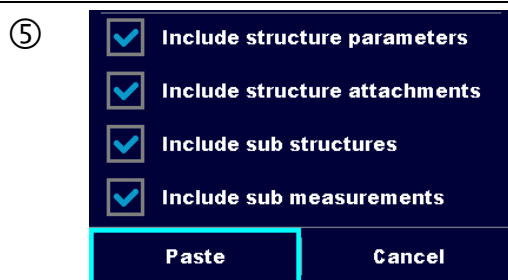 ⑤
Include structure parameters
Include structure attachments
Include sub structures
Include sub measurements
Paste Cancel